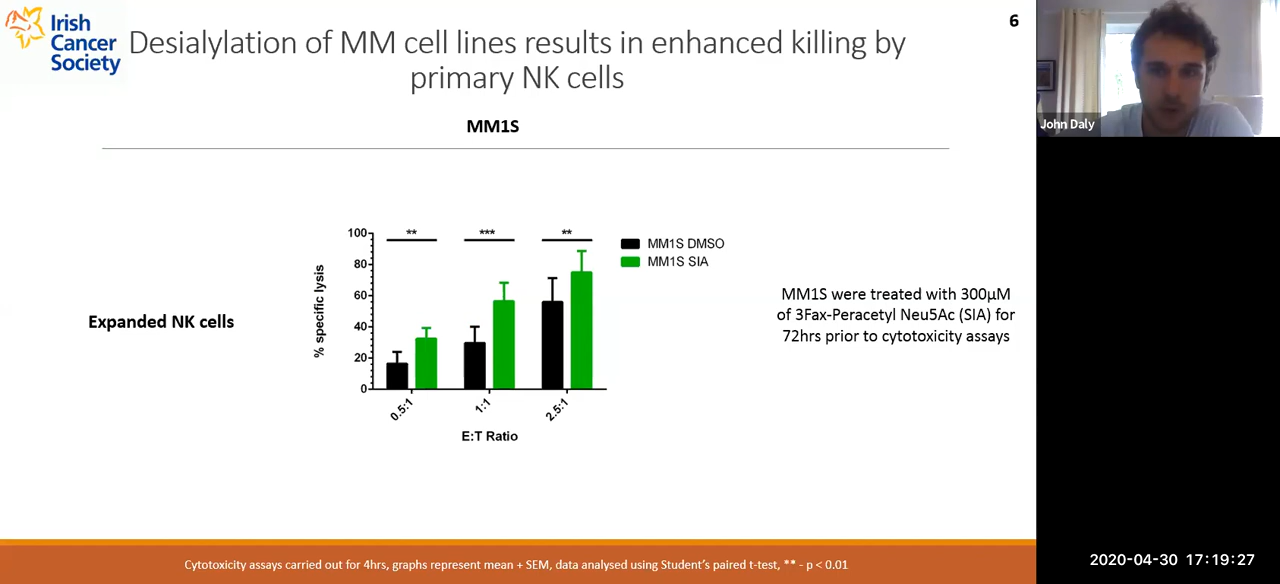 Irish
Cancer
Society
6
Desialylation of MM cell lines results in enhanced killing by
primary NK cells
MM1S
John Daly
Expanded NK cells
% specific lysis
100
80
60
40
20
0
** *** **
0.5:1 1:1 2.5:1
E:T Ratio
MM1S DMSO
MM1S SIA
MM1S were treated with 300µM
of 3Fax-Peracetyl Neu5Ac (SIA) for
72hrs prior to cytotoxicity assays
Cytotoxicity assays carried out for 4hrs, graphs represent mean + SEM, data analysed using Student's paired t-test, ** - p < 0.01
2020-04-30 17:19:27